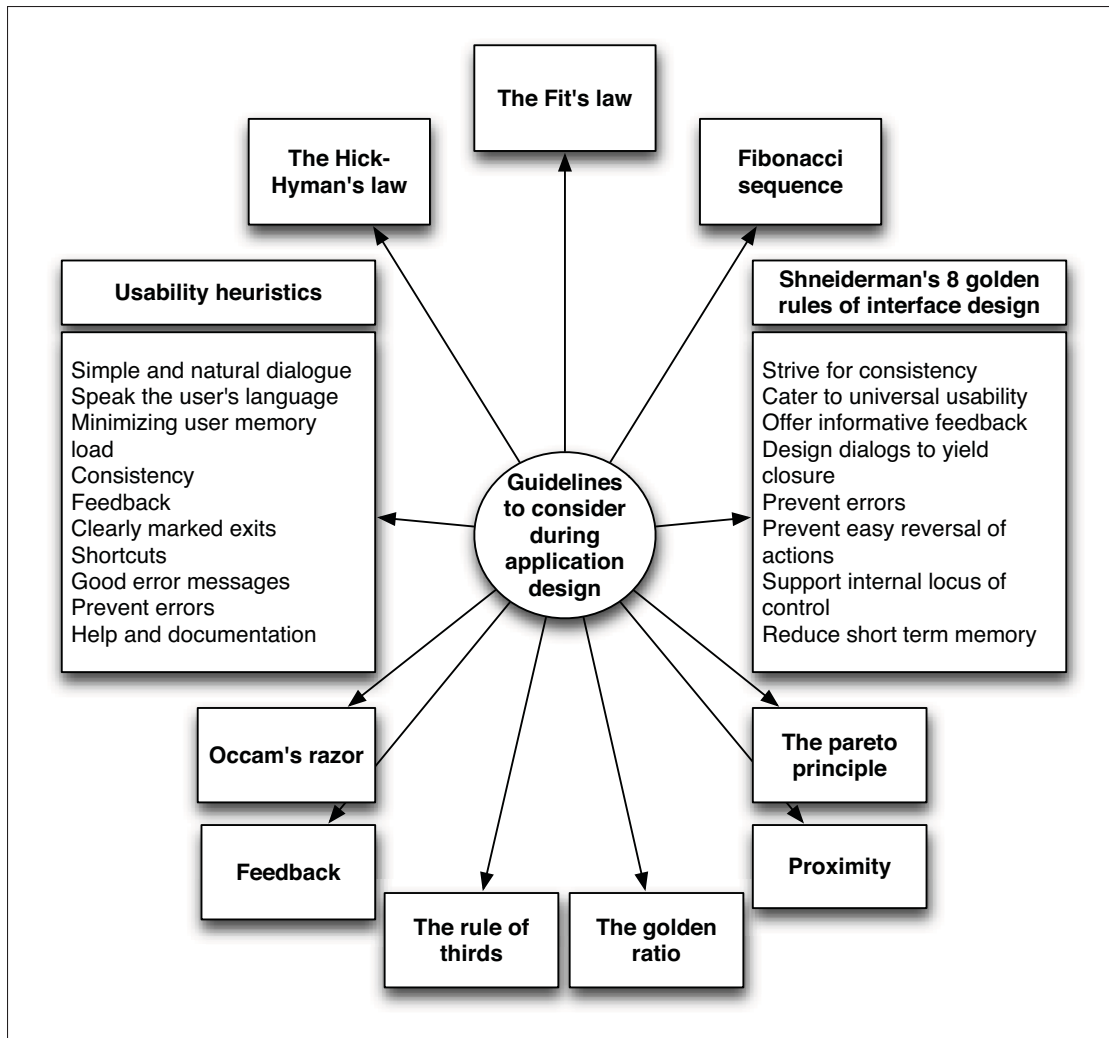 The Fit's law
The Hick-
Hyman's law
Fibonacci
sequence
Usability heuristics
Simple and natural dialogue
Speak the user's language
Minimizing user memory
load
Consistency
Feedback
Clearly marked exits
Shortcuts
Good error messages
Prevent errors
Help and documentation
Shneiderman's 8 golden
rules of interface design
Strive for consistency
Cater to universal usability
Offer informative feedback
Design dialogs to yield
closure
Prevent errors
Prevent easy reversal of
actions
Support internal locus of
control
Reduce short term memory
Guidelines
to consider
during
application
design
Occam's razor
The pareto
principle
Feedback
Proximity
The rule of
thirds
The golden
ratio